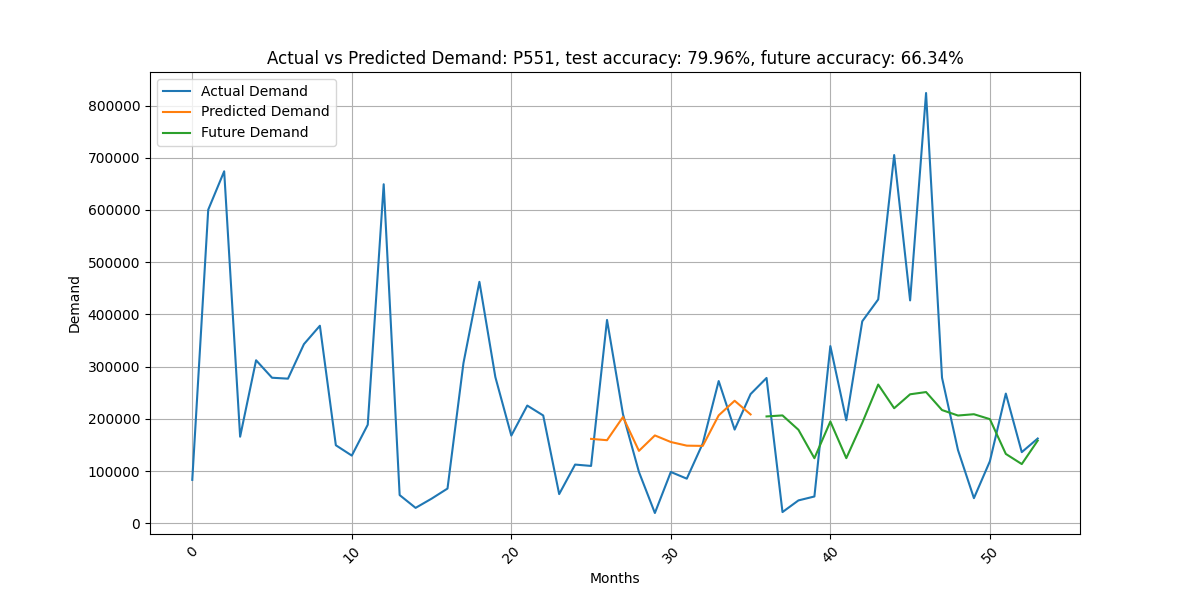 Actual vs Predicted Demand: P551, test accuracy: 79.96%, future accuracy: 66.34%
Actual Demand
Predicted Demand
Future Demand
800000
700000
600000
500000
400000
300000
200000
100000
0
Demand
0
10
20
30
40
50
Months